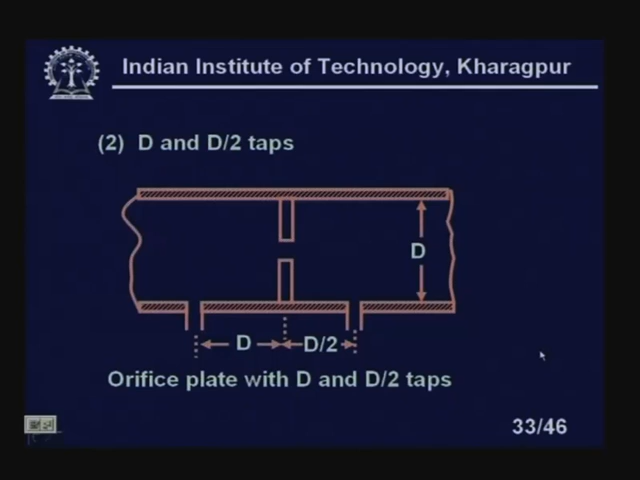 Indian Institute of Technology, Kharagpur
(2) D and D/2 taps
D
D
D/2
Orifice plate with D and D/2 taps
33/46